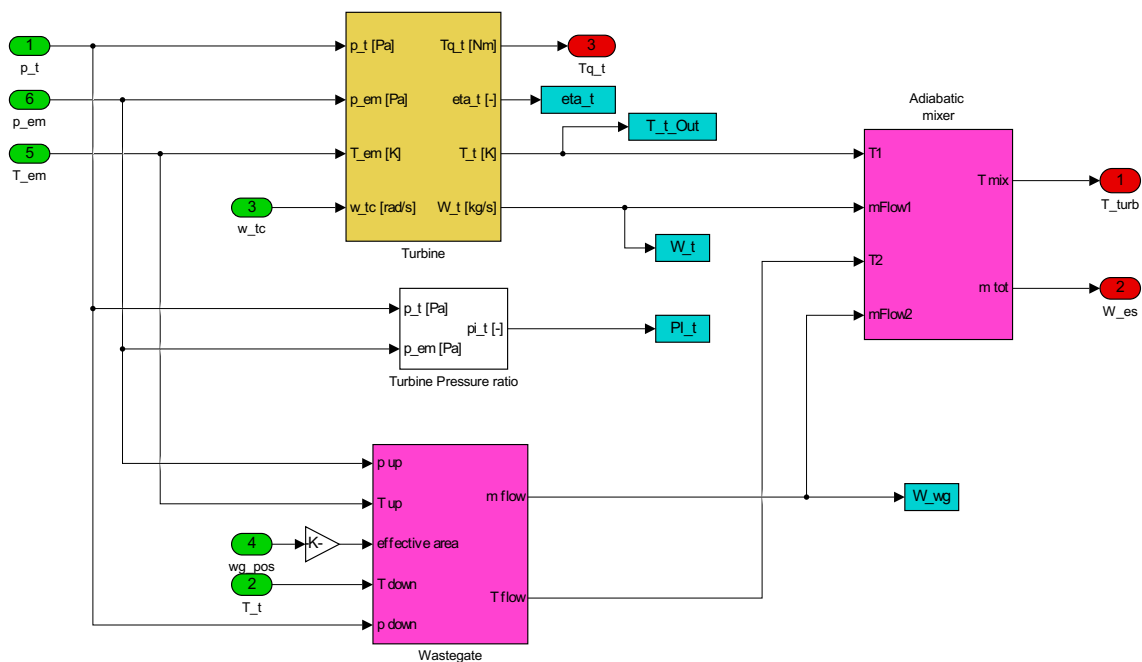 1
p_t
6
p_em
5
T_em
3
w_tc
p_t [Pa]
p_em [Pa]
T_em [K]
w_tc [rad/s]
Tq_t [Nm]
eta_t [-]
T_t [K]
W_t [kg/s]
Turbine
3
Tq_t
eta_t
T_t_Out
W_t
Adiabatic
mixer
T1
mFlow1
T2
mFlow2
T mix
m tot
1
T_turb
2
W_es
p_t [Pa]
p_em [Pa]
pi_t [-]
Turbine Pressure ratio
PI_t
4
wg_pos
-K-
2
T_t
p up
T up
effective area
T down
p down
m flow
T flow
Wastegate
W_wg